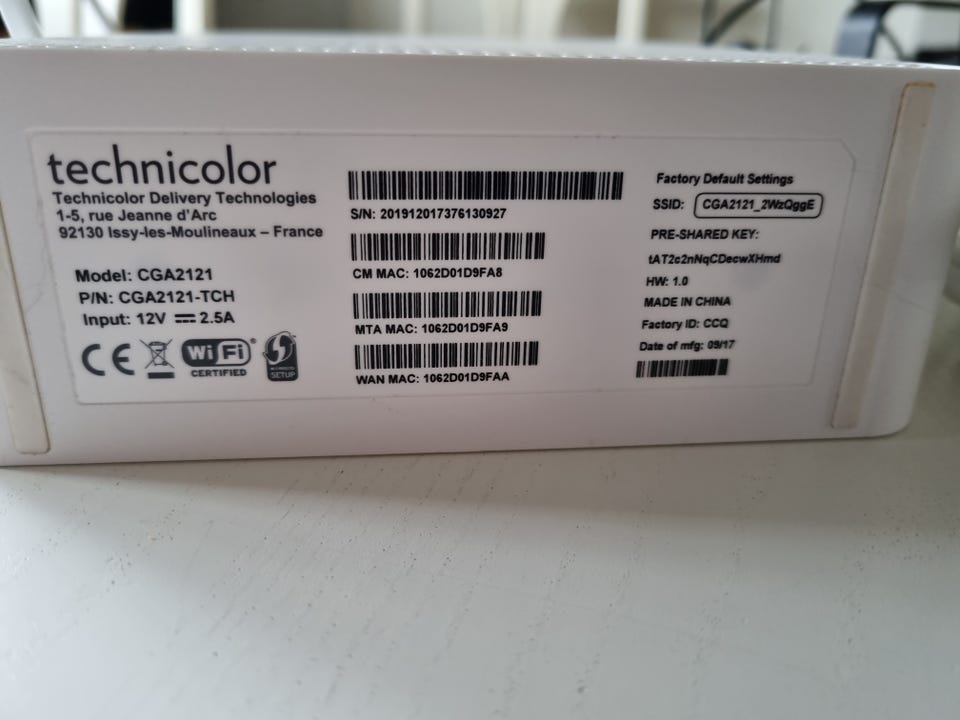 technicolor
Technicolor Delivery Technologies
1-5, rue Jeanne d'Arc
92130 Issy-les-Moulineaux – France
Model: CGA2121
P/N: CGA2121-TCH
Input: 12V ⎓ 2.5A
CE
Wi Fi
CERTIFIED
SETUP
S/N: 201912017376130927
CM MAC: 1062D01D9FA8
MTA MAC: 1062D01D9FA9
WAN MAC: 1062D01D9FAA
Factory Default Settings
SSID: CGA2121_2WzQggE
PRE-SHARED KEY:
tAT2c2nNqCDecwXHmd
HW: 1.0
MADE IN CHINA
Factory ID: CCQ
Date of mfg: 09/17